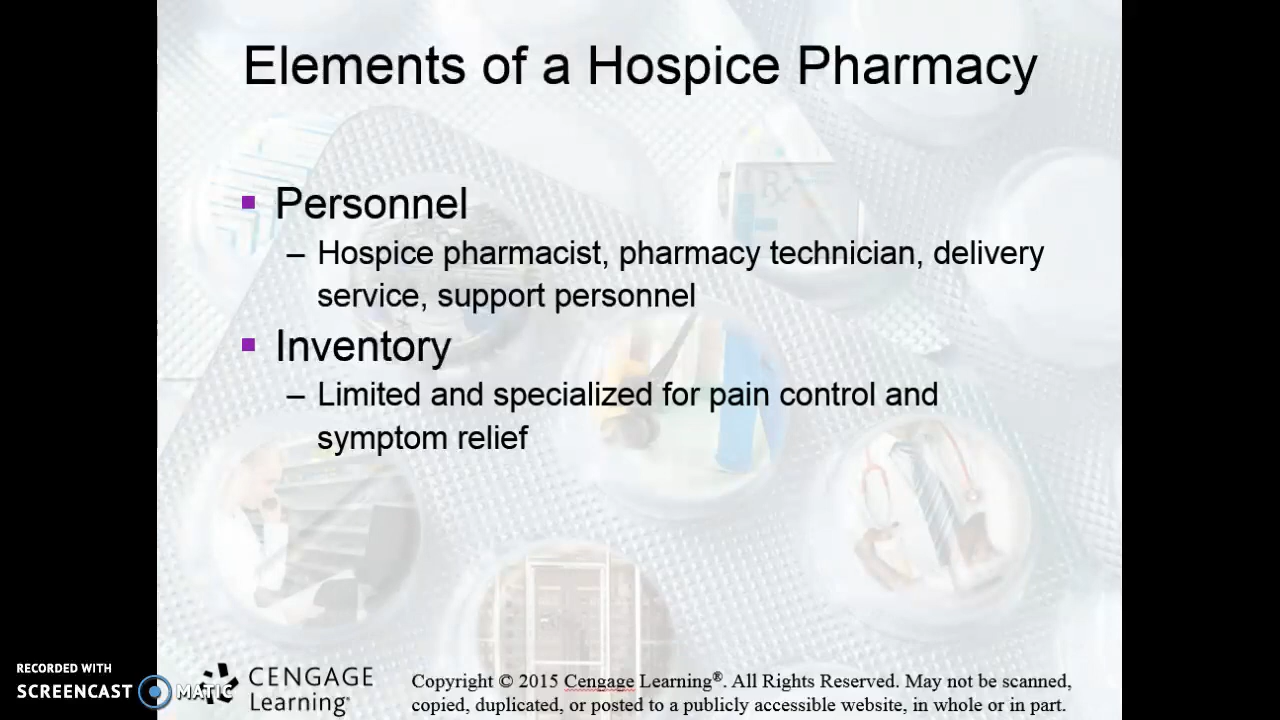 Elements of a Hospice Pharmacy
Personnel
– Hospice pharmacist, pharmacy technician, delivery
service, support personnel
Inventory
– Limited and specialized for pain control and
symptom relief
RECORDED WITH
SCREENCAST MATIC
CENGAGE
Learning®
Copyright © 2015 Cengage Learning®. All Rights Reserved. May not be scanned,
copied, duplicated, or posted to a publicly accessible website, in whole or in part.